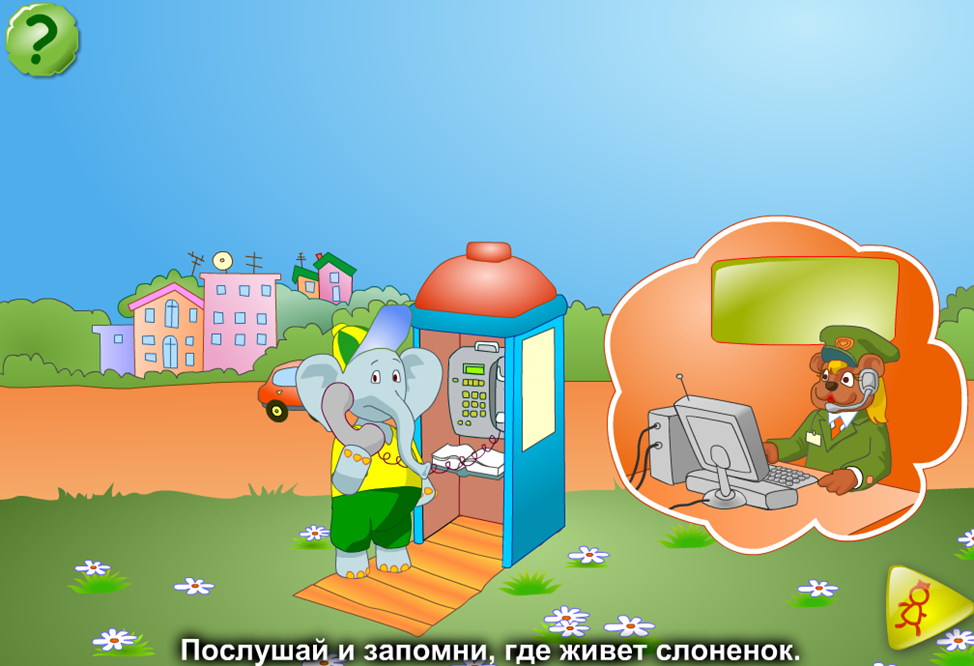 ?
Послушай и запомни, где живет слоненок.